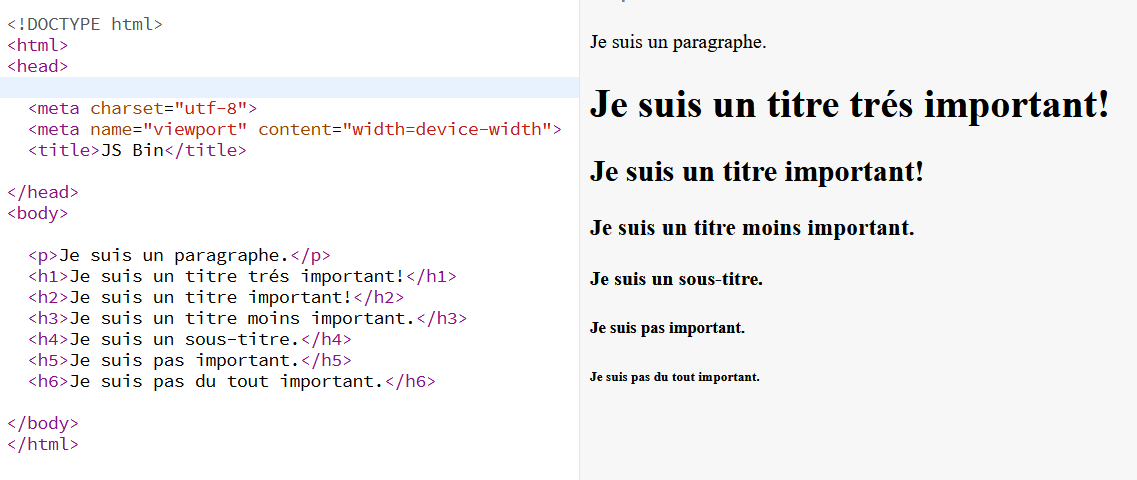 <!DOCTYPE html>
<html>
<head>
<meta charset="utf-8">
<meta name="viewport" content="width=device-width">
<title>JS Bin</title>
</head>
<body>
<p>Je suis un paragraphe.</p>
<h1>Je suis un titre trés important!</h1>
<h2>Je suis un titre important!</h2>
<h3>Je suis un titre moins important.</h3>
<h4>Je suis un sous-titre.</h4>
<h5>Je suis pas important.</h5>
<h6>Je suis pas du tout important.</h6>
</body>
</html>
Je suis un paragraphe.
Je suis un titre trés important!
Je suis un titre important!
Je suis un titre moins important.
Je suis un sous-titre.
Je suis pas important.
Je suis pas du tout important.